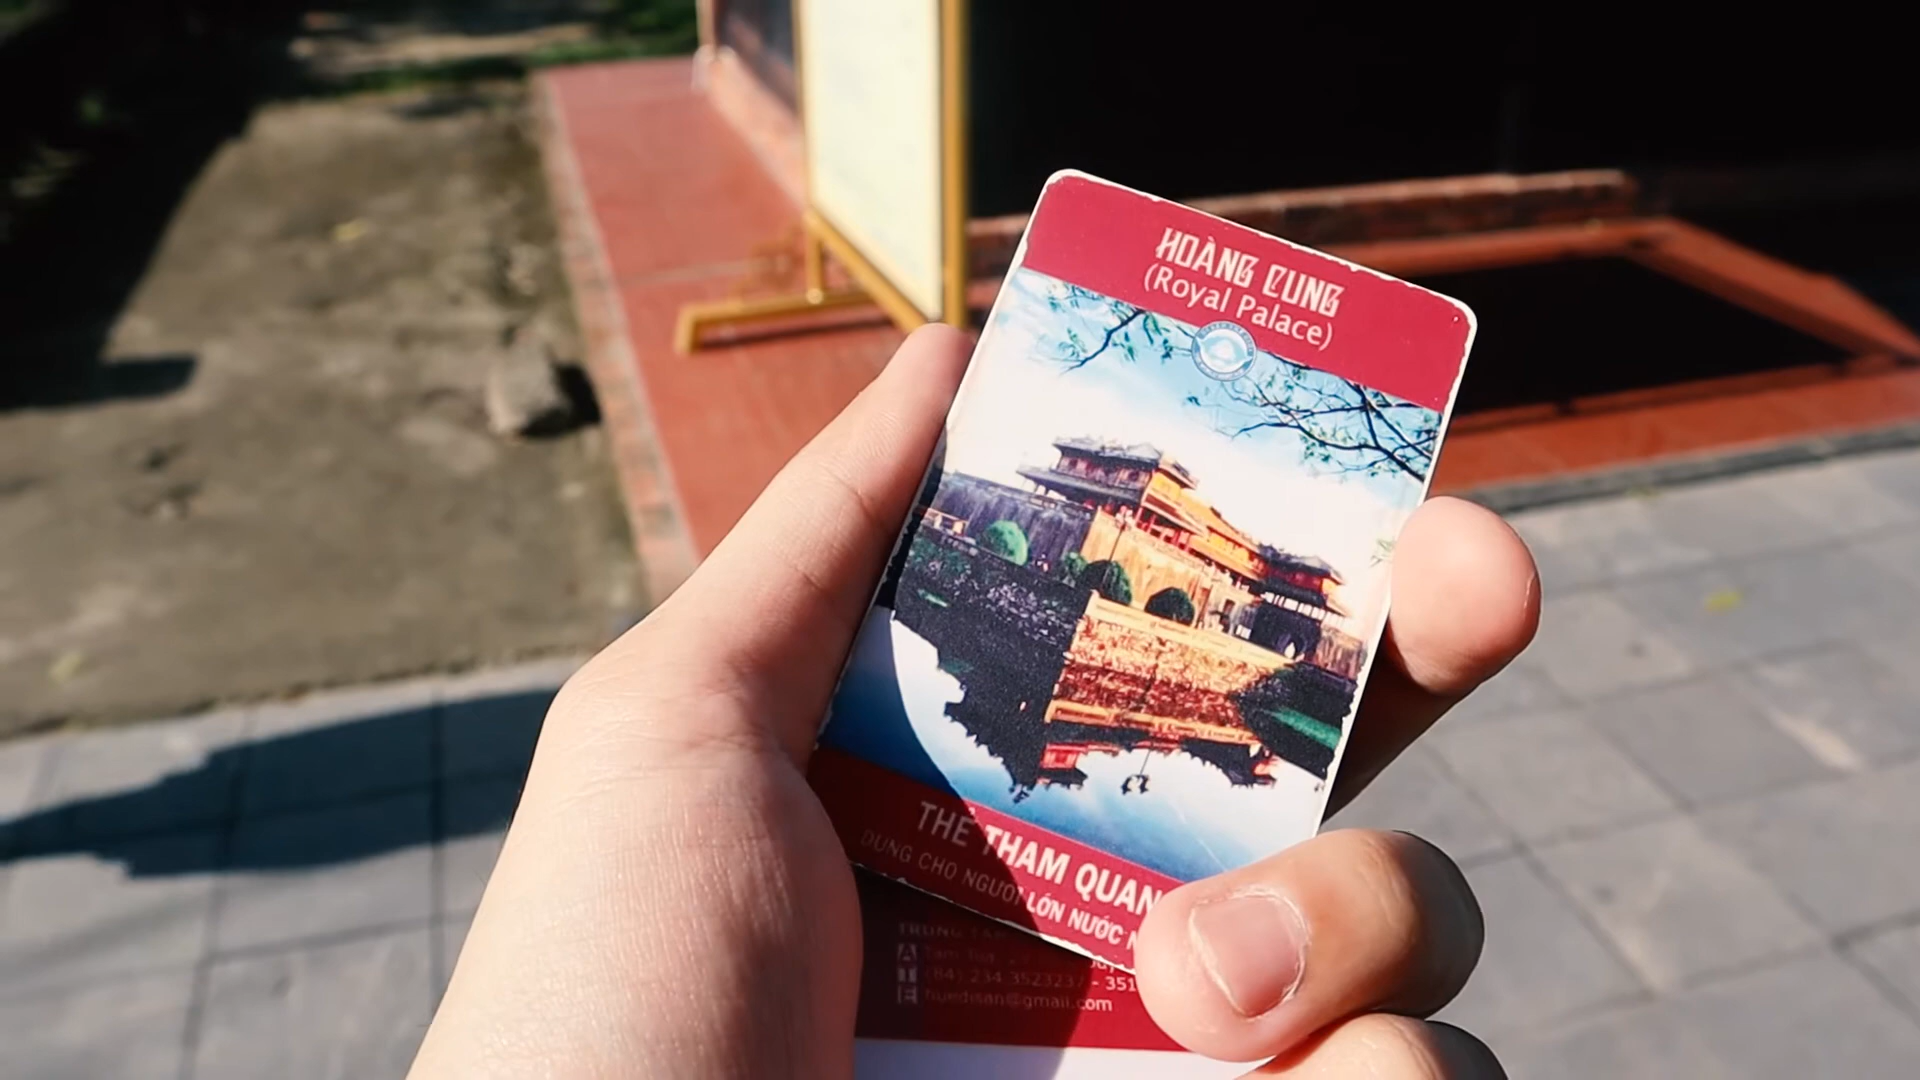 HOÀNG CUNG
(Royal Palace)
THẺ THAM QUAN
DÙNG CHO NGƯỜI LỚN NƯỚC
TRUNG
A
T (84) 234.3523237 - 351
E huedisan@gmail.com